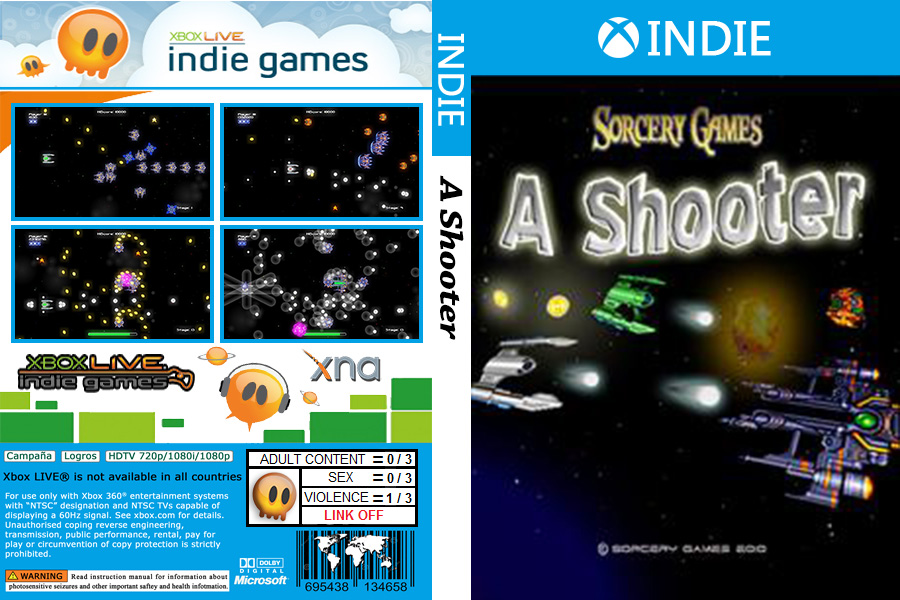 XBOX LIVE
indie games
XBOX LIVE
indie games
xna
Campaña
Logros
HDTV 720p/1080i/1080p
Xbox LIVE® is not available in all countries
For use only with Xbox 360® entertainment systems
with "NTSC" designation and NTSC TVs capable of
displaying a 60Hz signal. See xbox.com for details.
Unauthorised coping reverse engineering,
transmission, public performance, rental, pay for
play or circumvention of copy protection is strictly
prohibited.
WARNING Read instruction manual for information about
photosensitive seizures and other important saftey and health infotmation.
ADULT CONTENT = 0 / 3
SEX = 0 / 3
VIOLENCE = 1 / 3
LINK OFF
DOLBY
DIGITAL
Microsoft
695438 134658
INDIE
A Shooter
INDIE
SORCERY GAMES
A Shooter